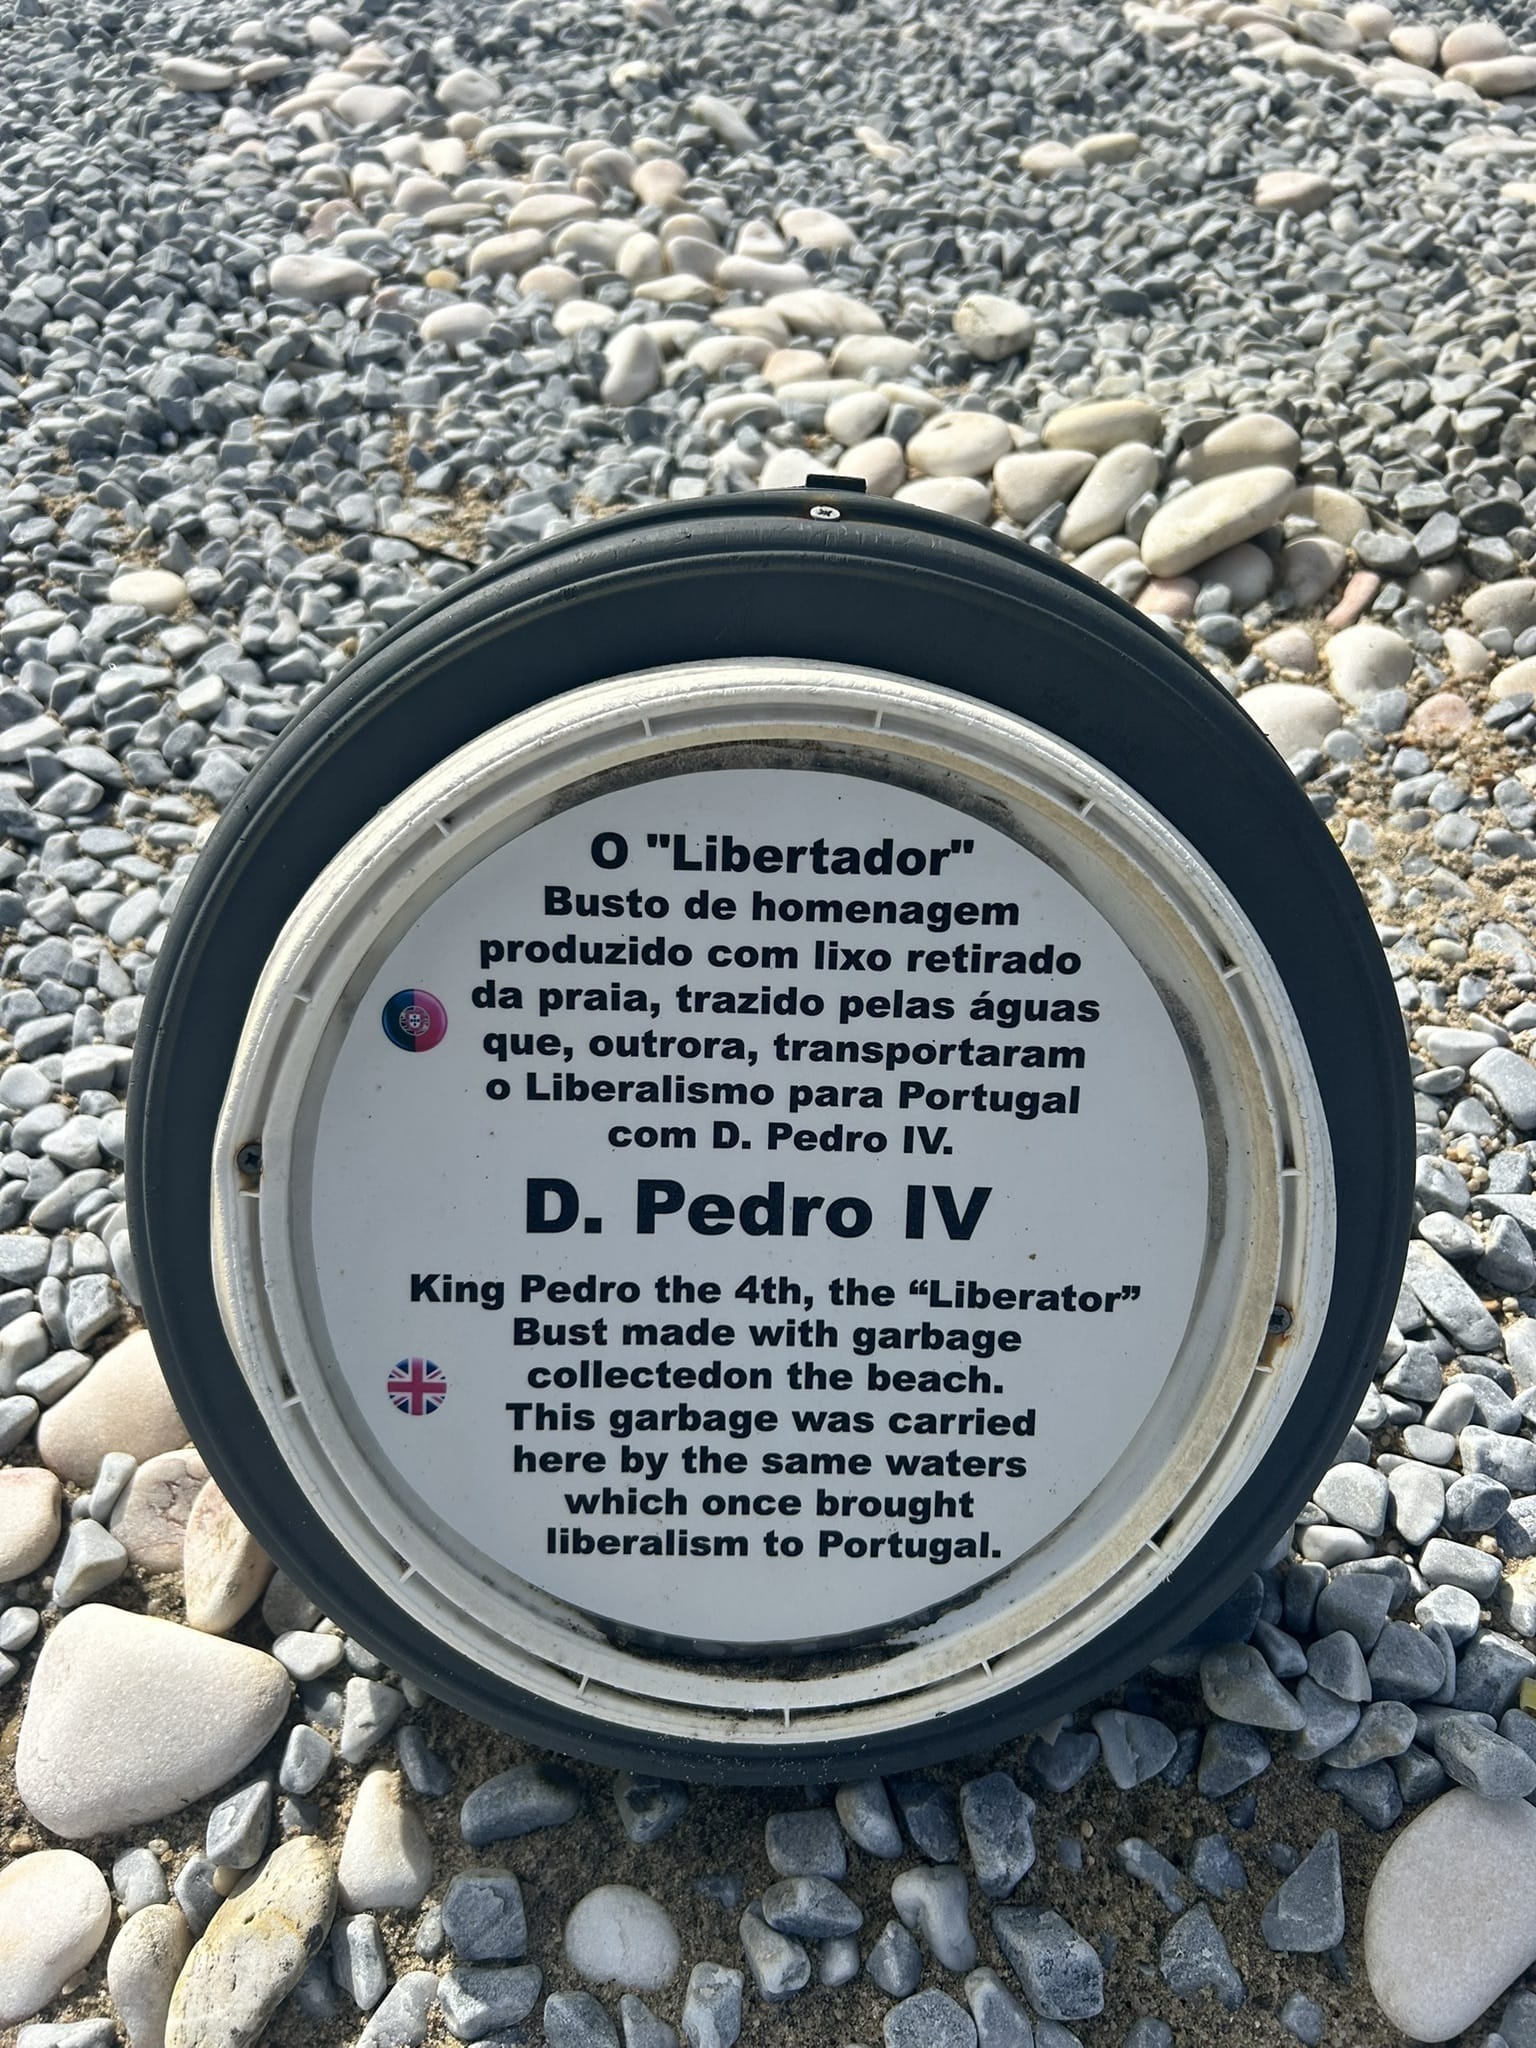 O "Libertador"
Busto de homenagem
produzido com lixo retirado
da praia, trazido pelas águas
que, outrora, transportaram
o Liberalismo para Portugal
com D. Pedro IV.
D. Pedro IV
King Pedro the 4th, the “Liberator”
Bust made with garbage
collectedon the beach.
This garbage was carried
here by the same waters
which once brought
liberalism to Portugal.